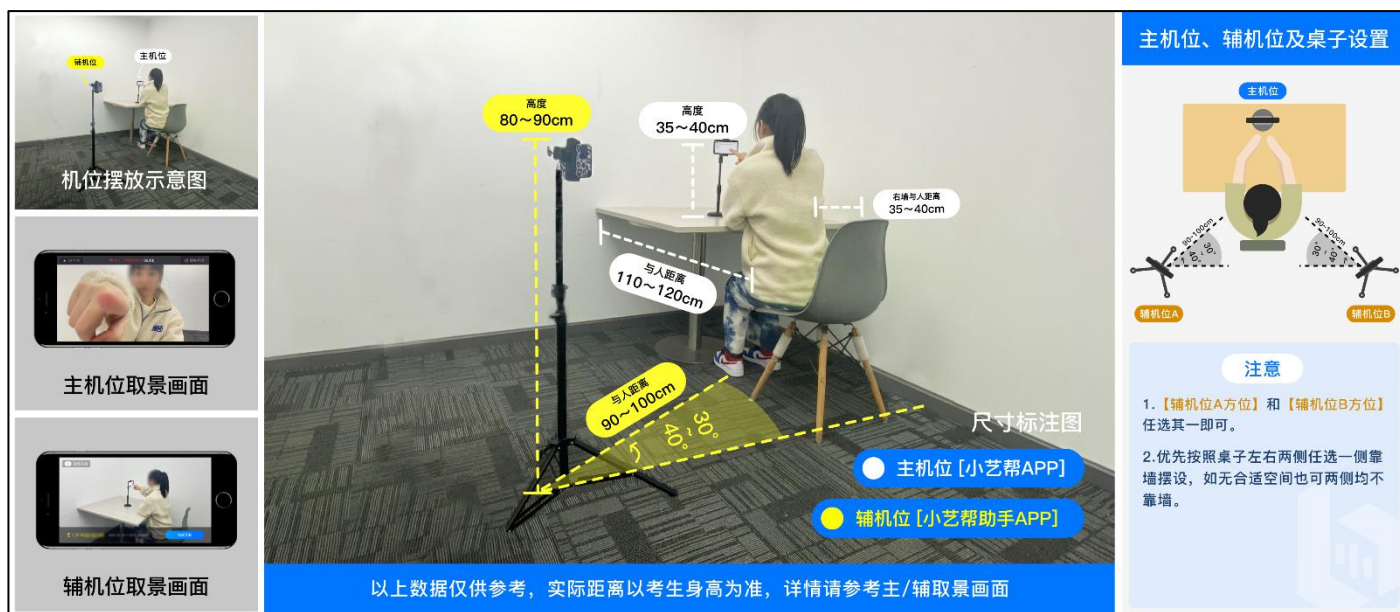 辅机位
主机位
机位摆放示意图
主机位取景画面
辅机位取景画面
高度
80～90cm
高度
35～40cm
右墙与人距离
35～40cm
与人距离
110～120cm
与人距离
90～100cm
30°
~
40°
尺寸标注图
主机位 [小艺帮APP]
辅机位 [小艺帮助手APP]
以上数据仅供参考，实际距离以考生身高为准，详情请参考主/辅取景画面
主机位、辅机位及桌子设置
主机位
90~100cm
30°
~
40°
90~100cm
30°
~
40°
辅机位A
辅机位B
注意
1.【辅机位A方位】和【辅机位B方位】
任选其一即可。
2.优先按照桌子左右两侧任选一侧靠
墙摆设，如无合适空间也可两侧均不
靠墙。